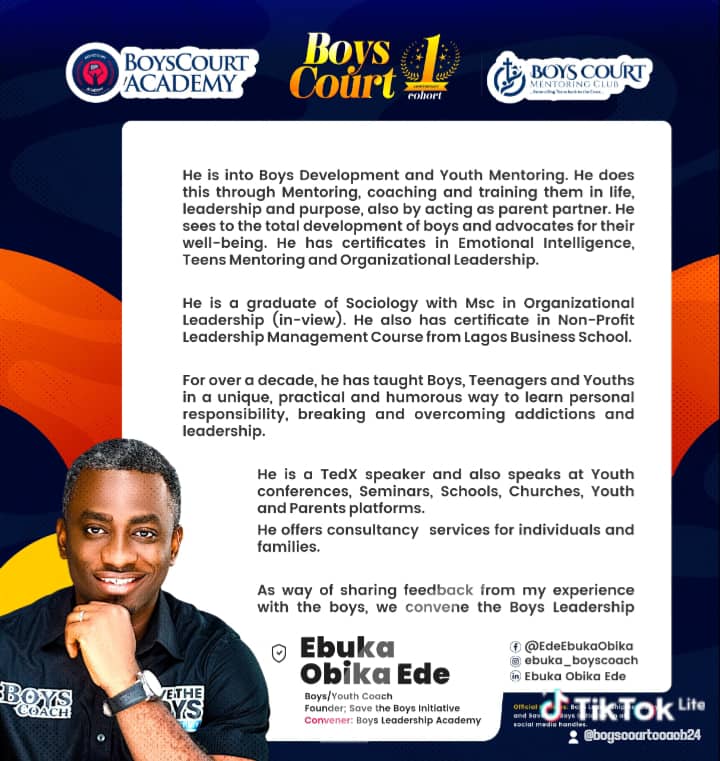 BOYSCOURT
ACADEMY
Boys
Court
1
cohort
BOYS COURT
MENTORING CLUB
He is into Boys Development and Youth Mentoring. He does
this through Mentoring, coaching and training them in life,
leadership and purpose, also by acting as parent partner. He
sees to the total development of boys and advocates for their
well-being. He has certificates in Emotional Intelligence,
Teens Mentoring and Organizational Leadership.
He is a graduate of Sociology with Msc in Organizational
Leadership (in-view). He also has certificate in Non-Profit
Leadership Management Course from Lagos Business School.
For over a decade, he has taught Boys, Teenagers and Youths
in a unique, practical and humorous way to learn personal
responsibility, breaking and overcoming addictions and
leadership.
He is a TedX speaker and also speaks at Youth
conferences, Seminars, Schools, Churches, Youth
and Parents platforms.
He offers consultancy services for individuals and
families.
As way of sharing feedback from my experience
with the boys, we convene the Boys Leadership
Ebuka
Obika Ede
Boys/Youth Coach
Founder; Save the Boys Initiative
Convener: Boys Leadership Academy
@EdeEbukaObika
ebuka_boyscoach
Ebuka Obika Ede
BOYS
COACH
THE
YS
Official
and
social media handles.
TikTok Lite
@boyscourtcoach24